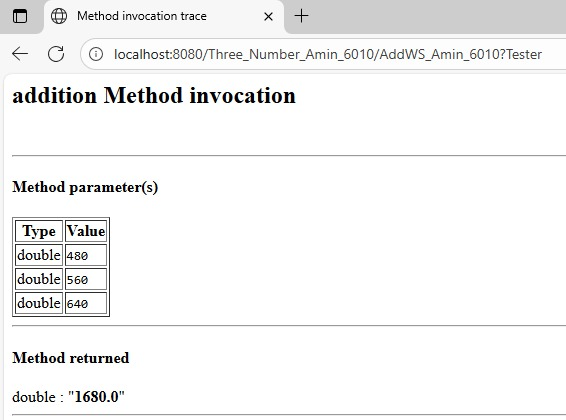 Method invocation trace
localhost:8080/Three_Number_Amin_6010/AddWS_Amin_6010?Tester
addition Method invocation
Method parameter(s)
Type Value
double 480
double 560
double 640
Method returned
double : "1680.0"